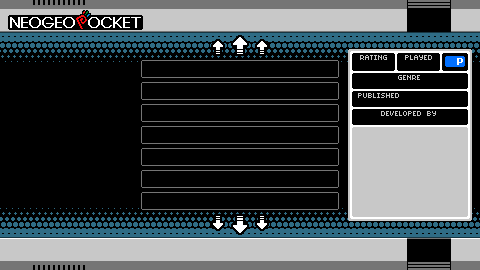 NEOGEO POCKET
RATING
PLAYED
P
GENRE
PUBLISHED
DEVELOPED BY